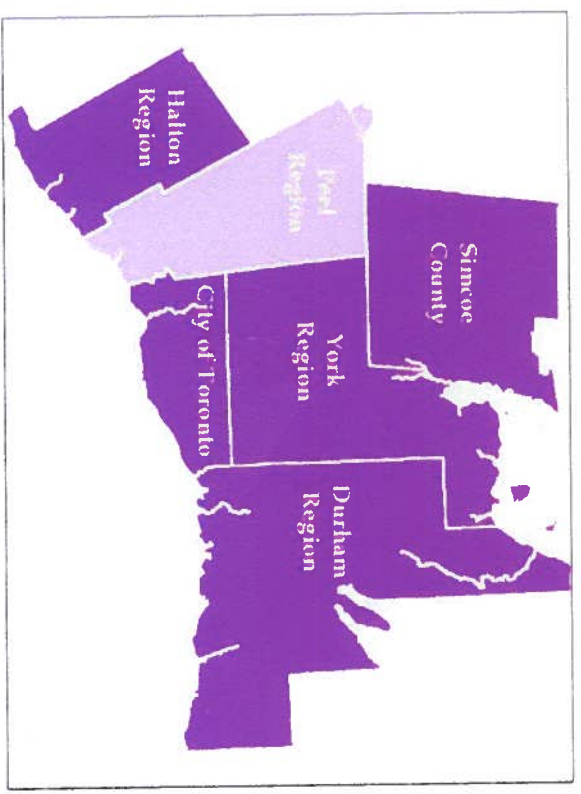 Simcoe
County
Peel
Region
York
Region
Durham
Region
Halton
Region
City of Toronto